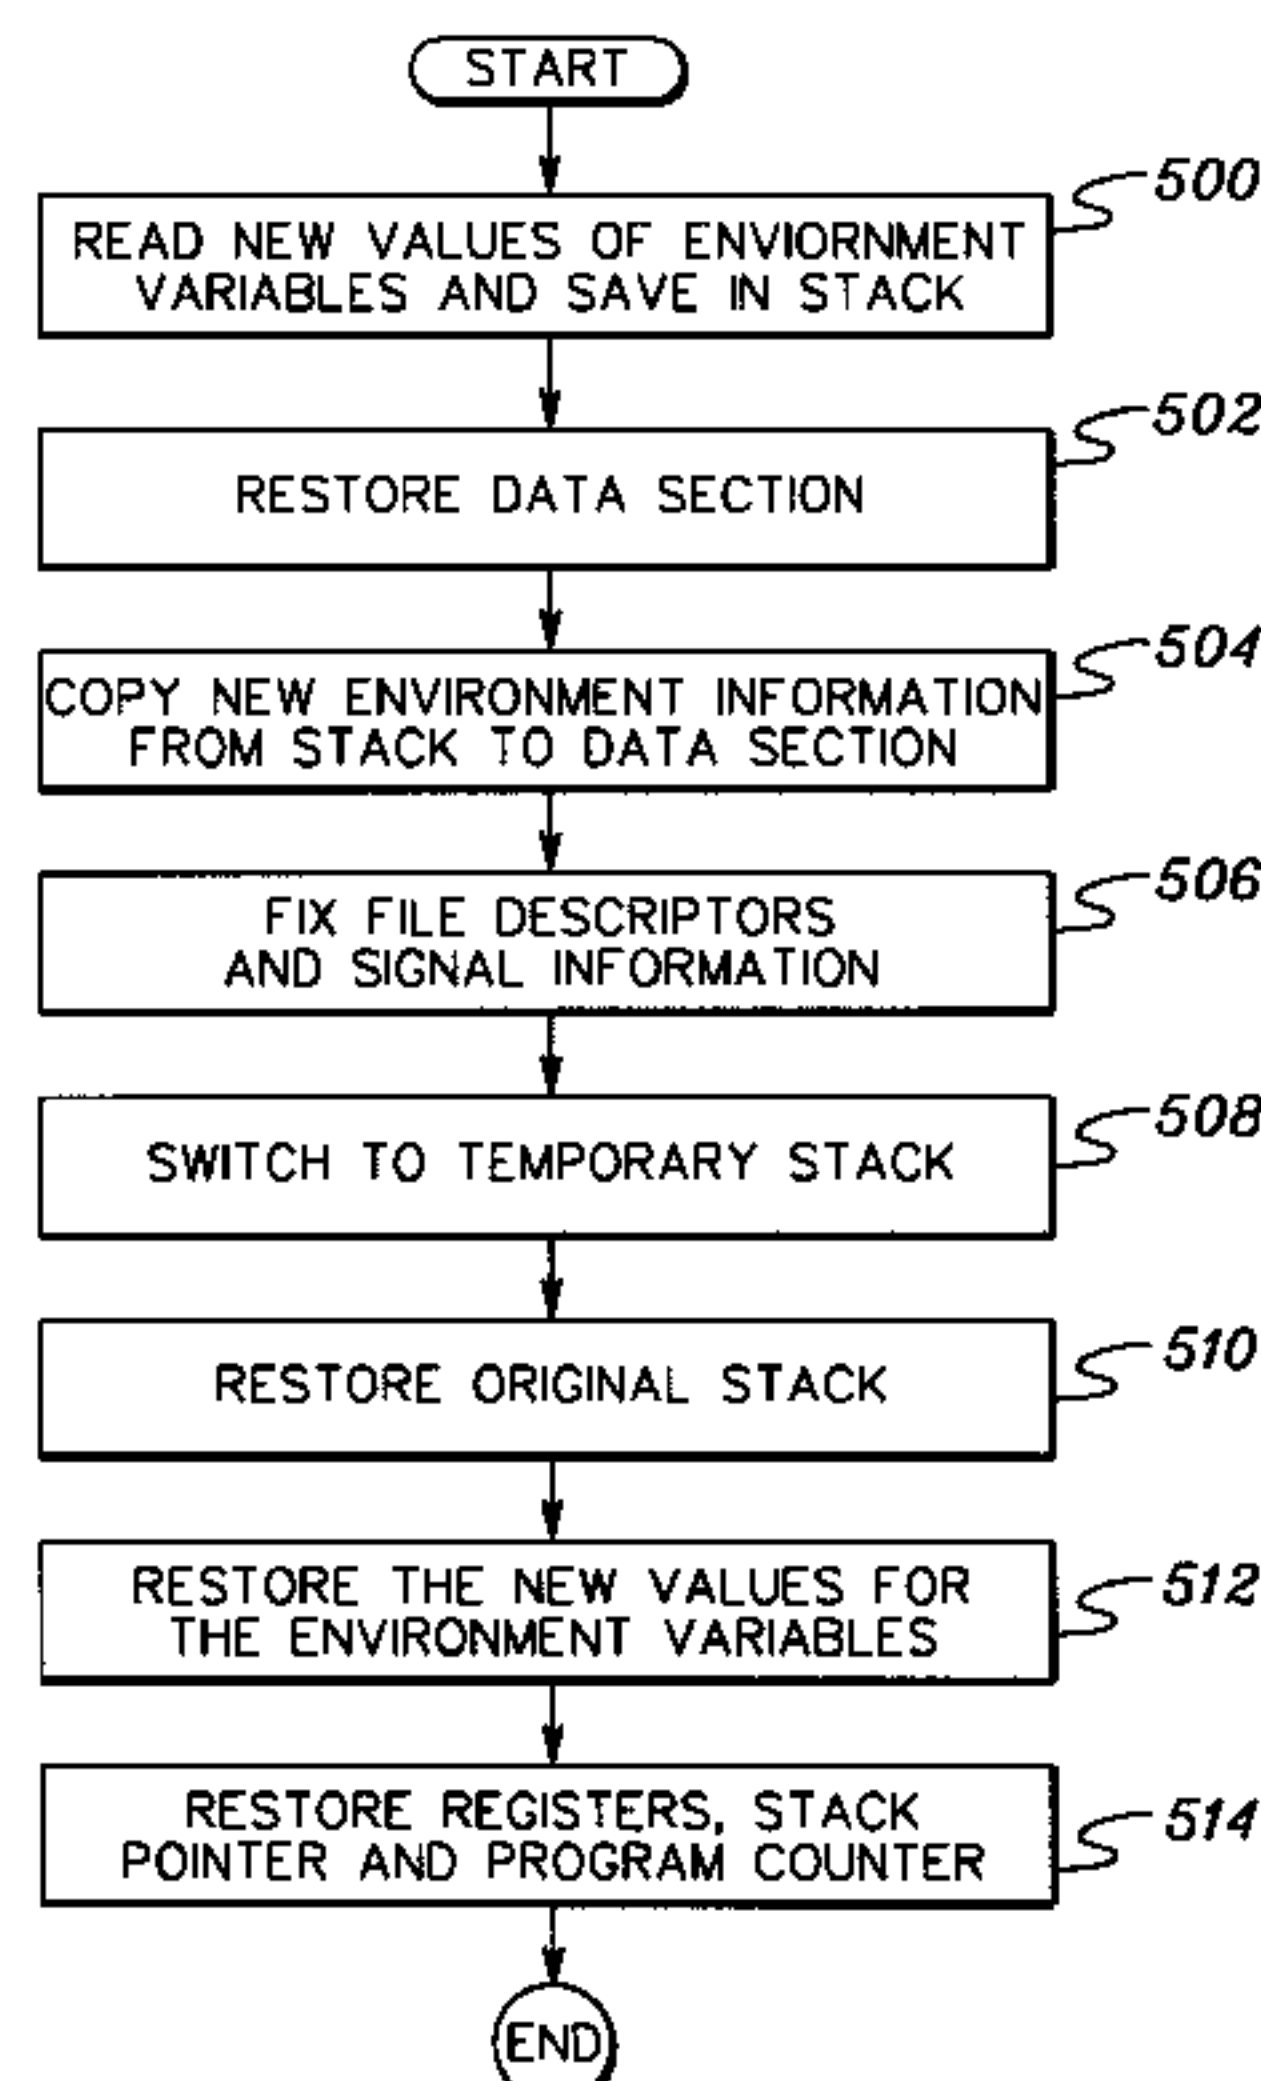 START
500
READ NEW VALUES OF ENVIORNMENT
VARIABLES AND SAVE IN STACK
502
RESTORE DATA SECTION
504
COPY NEW ENVIRONMENT INFORMATION
FROM STACK TO DATA SECTION
506
FIX FILE DESCRIPTORS
AND SIGNAL INFORMATION
508
SWITCH TO TEMPORARY STACK
510
RESTORE ORIGINAL STACK
512
RESTORE THE NEW VALUES FOR
THE ENVIRONMENT VARIABLES
514
RESTORE REGISTERS, STACK
POINTER AND PROGRAM COUNTER
END